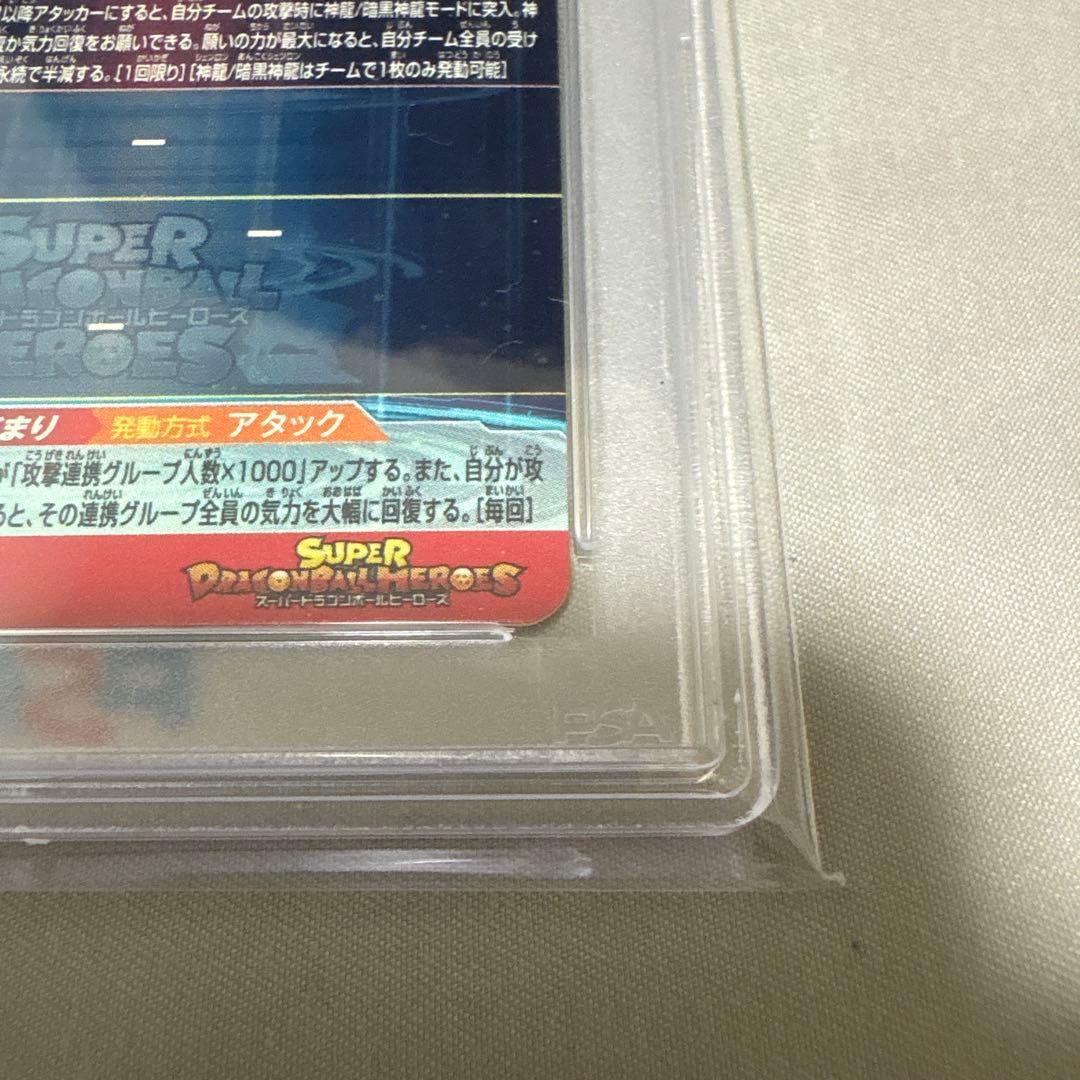 以降アタッカーにすると、自分チームの攻撃時に神龍/暗黒神龍モードに突入。神
か気力回復をお願いできる。願いの力が最大になると、自分チーム全員の受け
永続で半減する。[1回限り][神龍/暗黒神龍はチームで1枚のみ発動可能]
SUPER
DRAGONBALL
ドラゴンボールヒーローズ
HEROES
まり 発動方式 アタック
が「攻撃連携グループ人数×1000」アップする。また、自分が攻
ると、その連携グループ全員の気力を大幅に回復する。[毎回]
SUPER
DRAGONBALL HEROES
スーパードラゴンボールヒーローズ
PSA